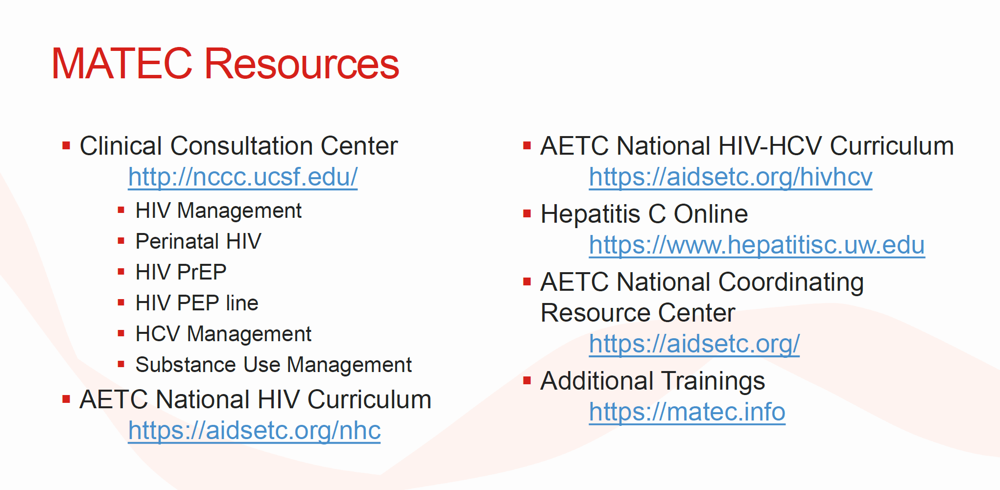 MATEC Resources
Clinical Consultation Center
http://nccc.ucsf.edu/
HIV Management
Perinatal HIV
HIV PrEP
HIV PEP line
HCV Management
Substance Use Management
AETC National HIV Curriculum
https://aidsetc.org/nhc
AETC National HIV-HCV Curriculum
https://aidsetc.org/hivhcv
Hepatitis C Online
https://www.hepatitisc.uw.edu
AETC National Coordinating
Resource Center
https://aidsetc.org/
Additional Trainings
https://matec.info